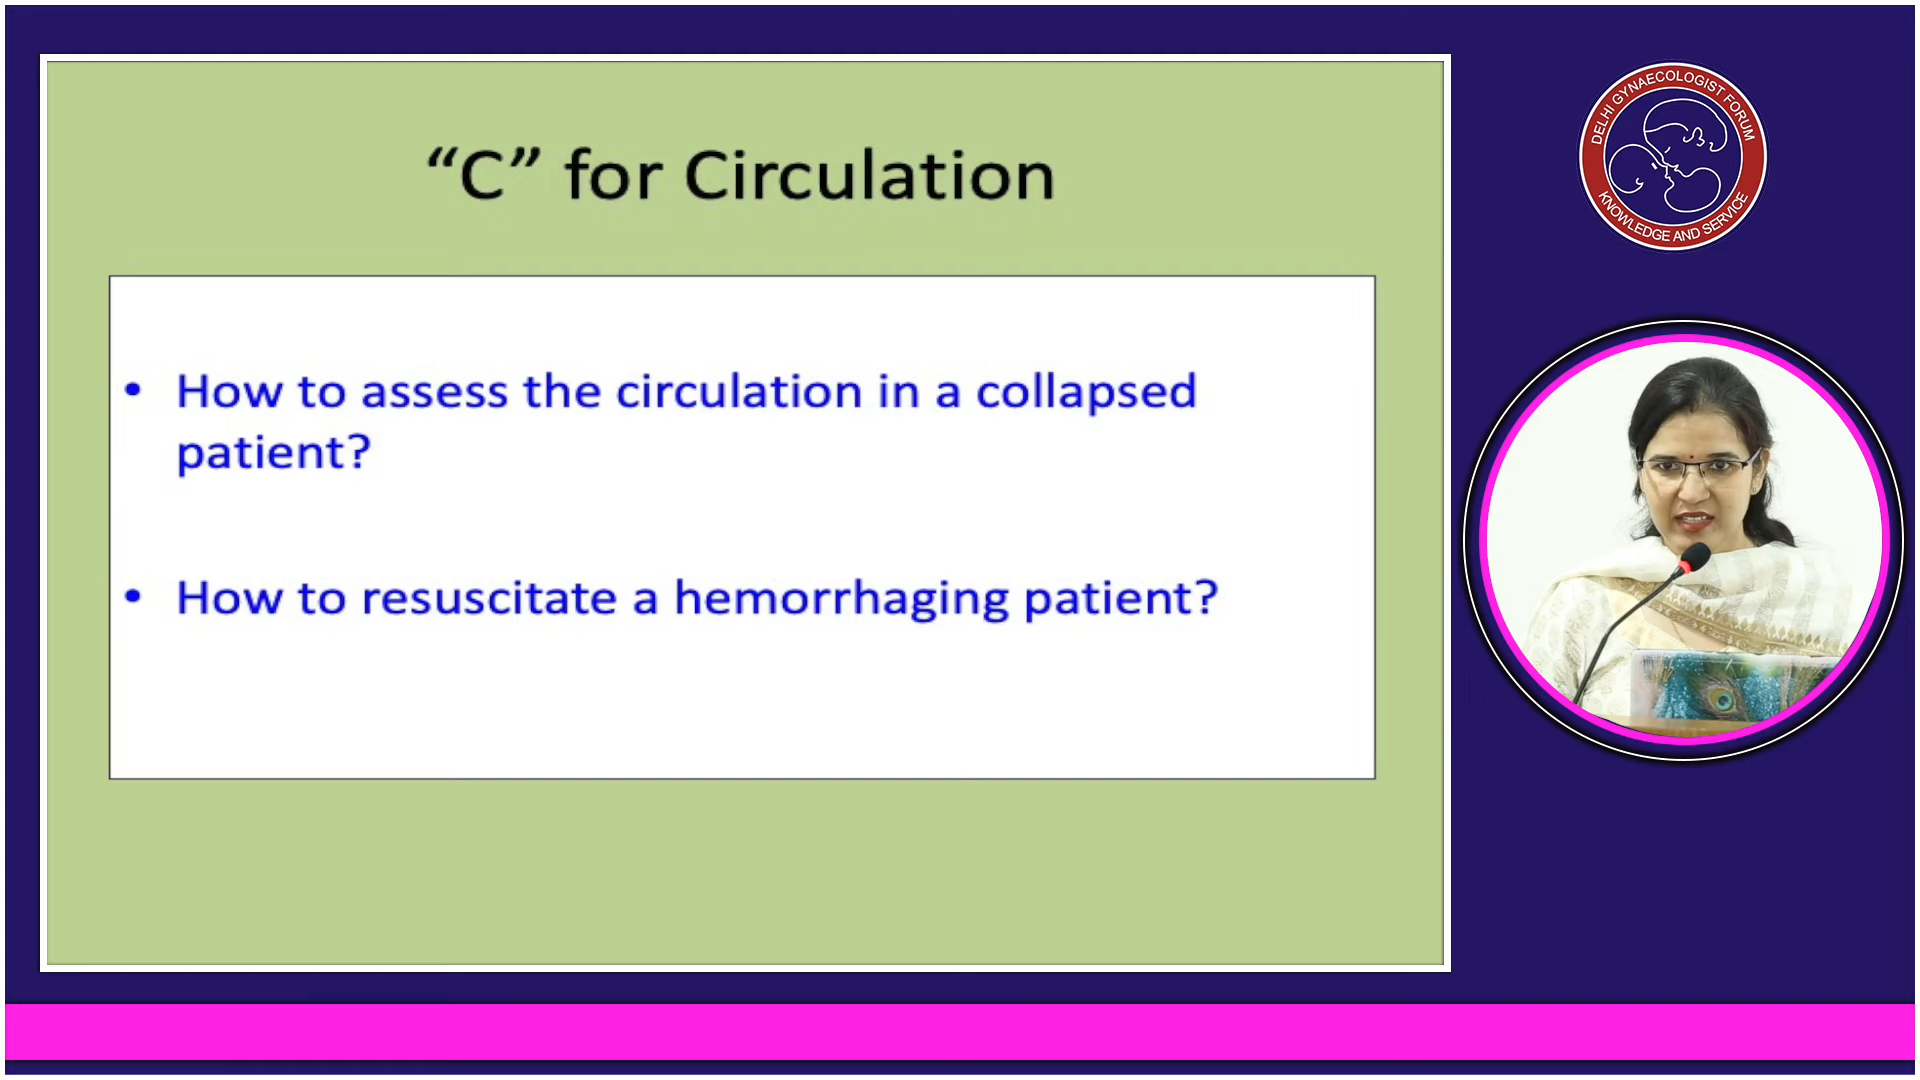 “C” for Circulation
• How to assess the circulation in a collapsed
patient?
• How to resuscitate a hemorrhaging patient?
DELHI GYNAECOLOGIST FORUM
KNOWLEDGE AND SERVICE